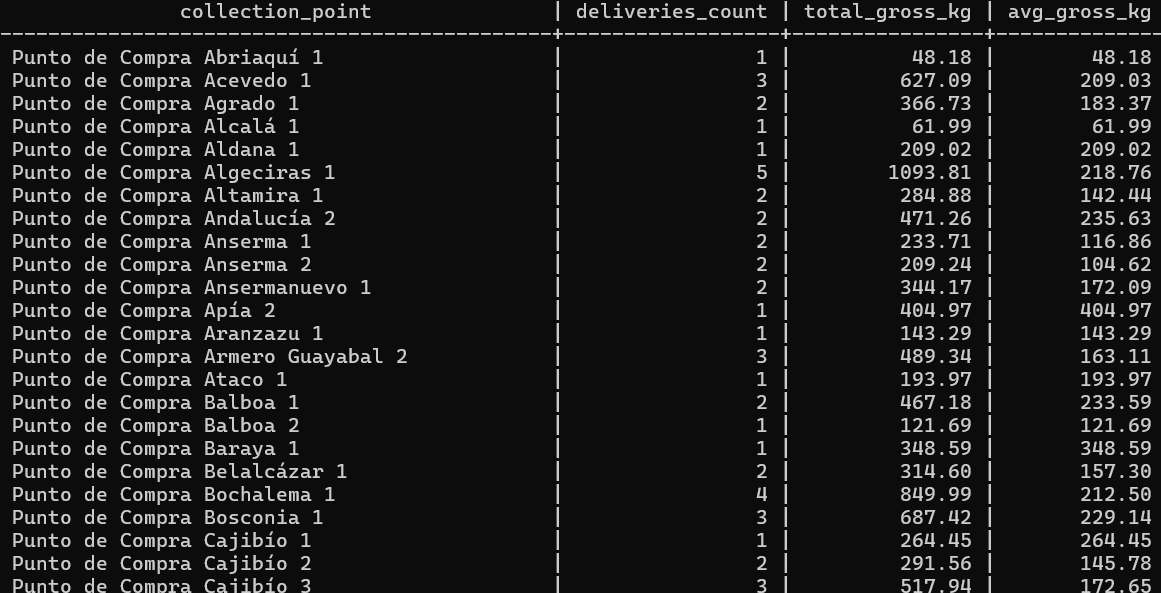 collection_point | deliveries_count | total_gross_kg | avg_gross_kg
----------------------------------------------+------------------+----------------+--------------
Punto de Compra Abriaquí 1 | 1 | 48.18 | 48.18
Punto de Compra Acevedo 1 | 3 | 627.09 | 209.03
Punto de Compra Agrado 1 | 2 | 366.73 | 183.37
Punto de Compra Alcalá 1 | 1 | 61.99 | 61.99
Punto de Compra Aldana 1 | 1 | 209.02 | 209.02
Punto de Compra Algeciras 1 | 5 | 1093.81 | 218.76
Punto de Compra Altamira 1 | 2 | 284.88 | 142.44
Punto de Compra Andalucía 2 | 2 | 471.26 | 235.63
Punto de Compra Anserma 1 | 2 | 233.71 | 116.86
Punto de Compra Anserma 2 | 2 | 209.24 | 104.62
Punto de Compra Ansermanuevo 1 | 2 | 344.17 | 172.09
Punto de Compra Apía 2 | 1 | 404.97 | 404.97
Punto de Compra Aranzazu 1 | 1 | 143.29 | 143.29
Punto de Compra Armero Guayabal 2 | 3 | 489.34 | 163.11
Punto de Compra Ataco 1 | 1 | 193.97 | 193.97
Punto de Compra Balboa 1 | 2 | 467.18 | 233.59
Punto de Compra Balboa 2 | 1 | 121.69 | 121.69
Punto de Compra Baraya 1 | 1 | 348.59 | 348.59
Punto de Compra Belalcázar 1 | 2 | 314.60 | 157.30
Punto de Compra Bochalema 1 | 4 | 849.99 | 212.50
Punto de Compra Bosconia 1 | 3 | 687.42 | 229.14
Punto de Compra Cajibío 1 | 1 | 264.45 | 264.45
Punto de Compra Cajibío 2 | 2 | 291.56 | 145.78
Punto de Compra Cajibío 3 | 3 | 517.94 | 172.65